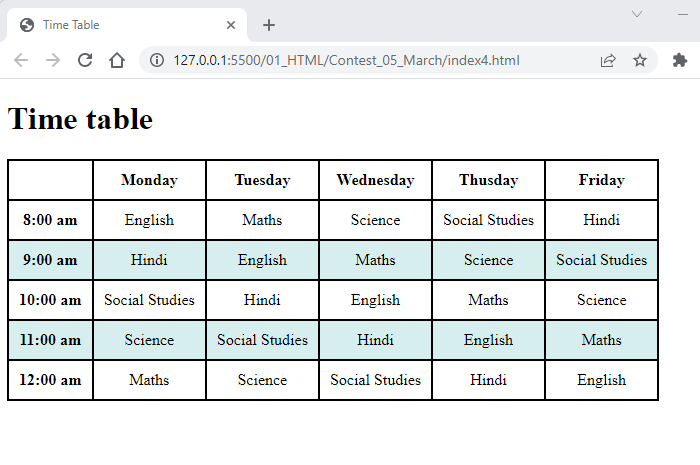 Time Table
127.0.0.1:5500/01_HTML/Contest_05_March/index4.html
Time table
Monday Tuesday Wednesday Thusday Friday
8:00 am English Maths Science Social Studies Hindi
9:00 am Hindi English Maths Science Social Studies
10:00 am Social Studies Hindi English Maths Science
11:00 am Science Social Studies Hindi English Maths
12:00 am Maths Science Social Studies Hindi English